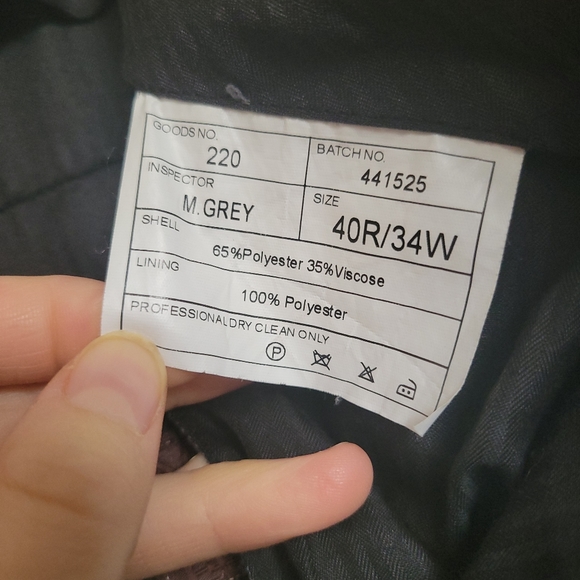 GOODS NO.
220
BATCH NO.
441525
INSPECTOR
M.GREY
SIZE
40R/34W
SHELL
65%Polyester 35%Viscose
LINING
100% Polyester
PROFESSIONAL DRY CLEAN ONLY
P